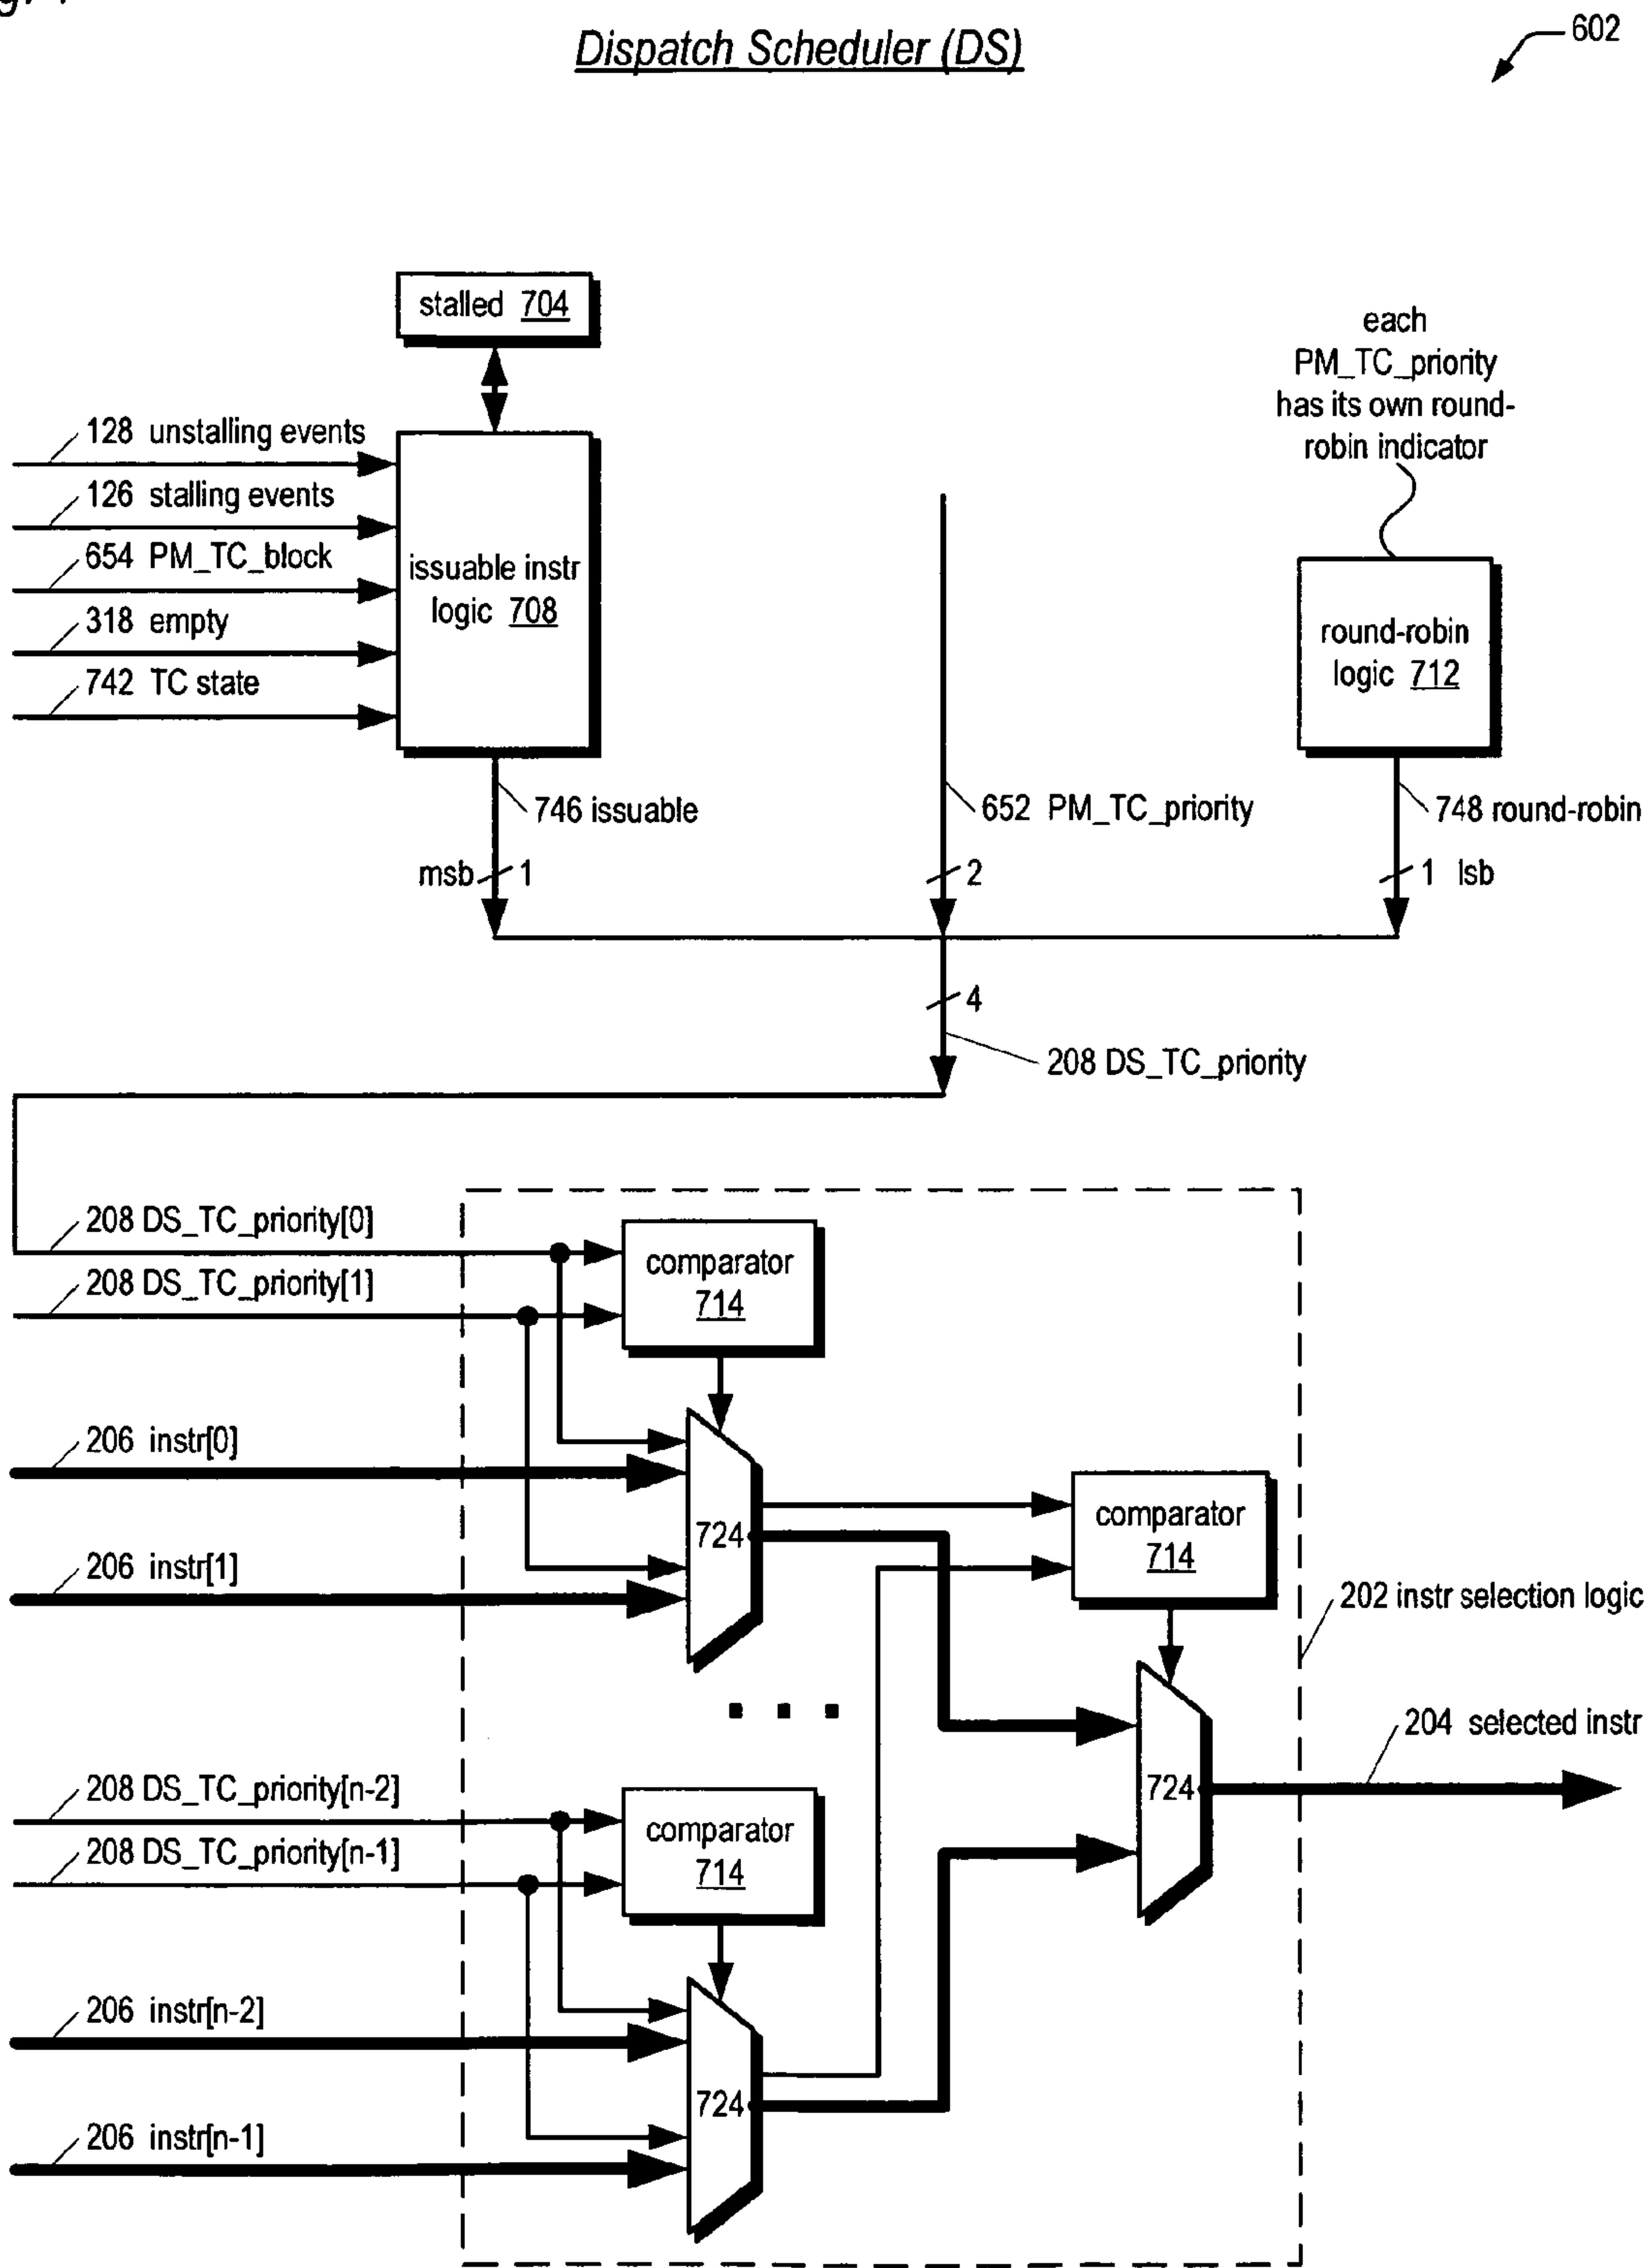 Dispatch Scheduler (DS)
602
stalled 704
each
PM_TC_priority
has its own round-
robin indicator
128 unstalling events
126 stalling events
654 PM_TC_block
318 empty
742 TC state
issuable instr
logic 708
round-robin
logic 712
746 issuable
652 PM_TC_priority
748 round-robin
msb 1
2
1 lsb
4
208 DS_TC_priority
208 DS_TC_priority[0]
208 DS_TC_priority[1]
comparator
714
206 instr[0]
206 instr[1]
724
comparator
714
202 instr selection logic
724
204 selected instr
208 DS_TC_priority[n-2]
208 DS_TC_priority[n-1]
comparator
714
206 instr[n-2]
206 instr[n-1]
724